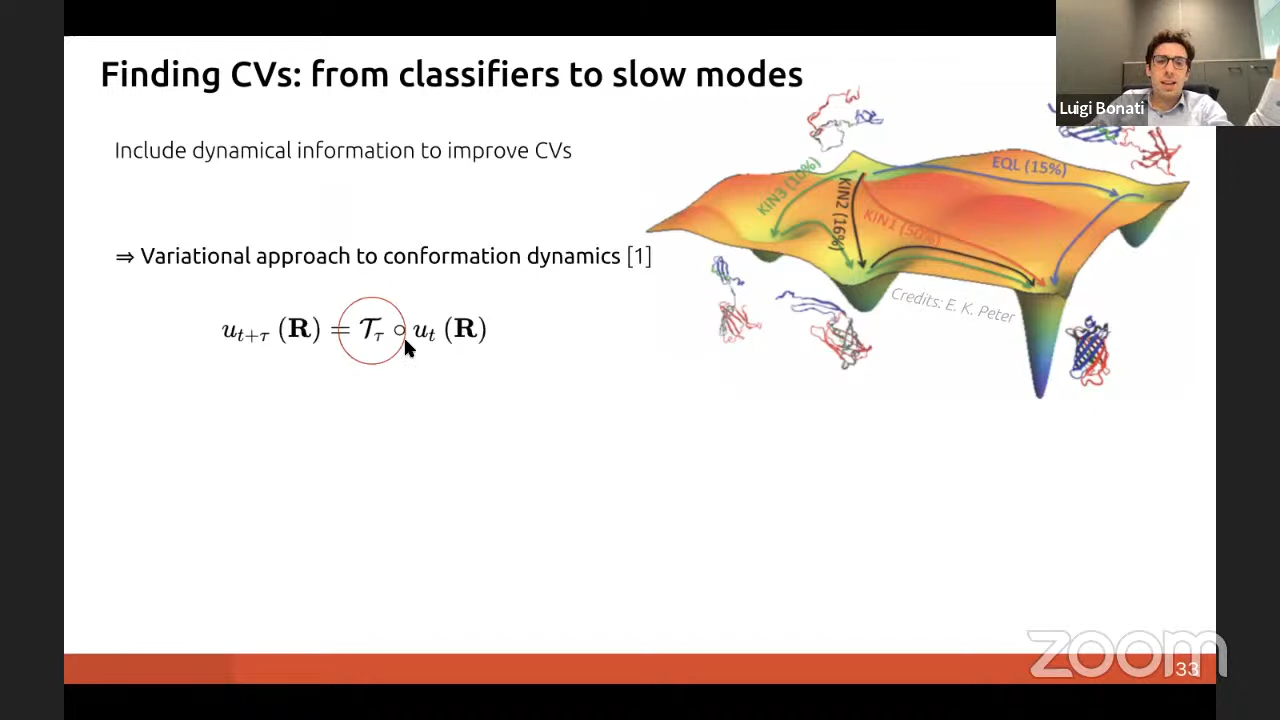 Finding CVs: from classifiers to slow modes
Luigi Bonati
Include dynamical information to improve CVs
EQL (15%)
KIN3 (10%)
KIN2 (16%)
KIN1 (50%)
⇒ Variational approach to conformation dynamics [1]
Credits: E. K. Peter
u_{t+τ} (R) = 𝒯_τ ∘ u_t (R)
zoom
33